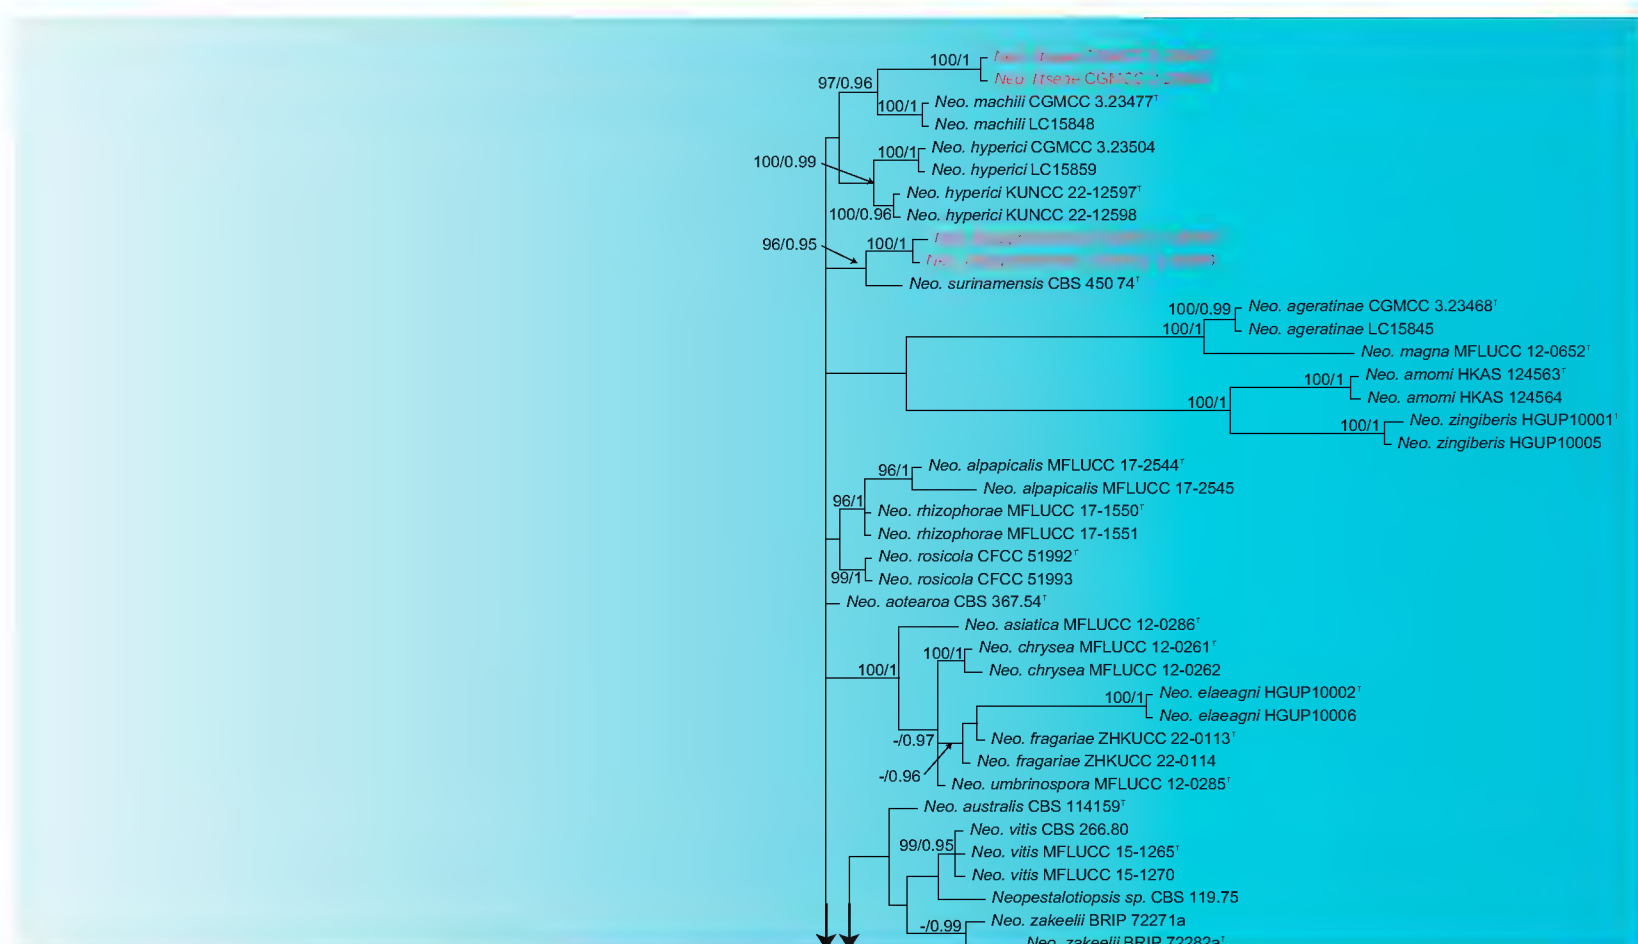 100/1
Neo. litseae CGMCC
97/0.96
Neo. machili CGMCC 3.23477ᵀ
100/1
Neo. machili LC15848
Neo. hyperici CGMCC 3.23504
100/1
100/0.99
Neo. hyperici LC15859
Neo. hyperici KUNCC 22-12597ᵀ
100/0.96
Neo. hyperici KUNCC 22-12598
96/0.95
100/1
Neo. surinamensis CBS 450 74ᵀ
100/0.99
Neo. ageratinae CGMCC 3.23468ᵀ
100/1
Neo. ageratinae LC15845
Neo. magna MFLUCC 12-0652ᵀ
100/1
Neo. amomi HKAS 124563ᵀ
Neo. amomi HKAS 124564
100/1
100/1
Neo. zingiberis HGUP10001ᵀ
Neo. zingiberis HGUP10005
96/1
Neo. alpapicalis MFLUCC 17-2544ᵀ
Neo. alpapicalis MFLUCC 17-2545
96/1
Neo. rhizophorae MFLUCC 17-1550ᵀ
Neo. rhizophorae MFLUCC 17-1551
Neo. rosicola CFCC 51992ᵀ
99/1
Neo. rosicola CFCC 51993
Neo. aotearoa CBS 367.54ᵀ
Neo. asiatica MFLUCC 12-0286ᵀ
Neo. chrysea MFLUCC 12-0261ᵀ
100/1
100/1
Neo. chrysea MFLUCC 12-0262
Neo. elaeagni HGUP10002ᵀ
100/1
Neo. elaeagni HGUP10006
-/0.97
Neo. fragariae ZHKUCC 22-0113ᵀ
Neo. fragariae ZHKUCC 22-0114
-/0.96
Neo. umbrinospora MFLUCC 12-0285ᵀ
Neo. australis CBS 114159ᵀ
Neo. vitis CBS 266.80
99/0.95
Neo. vitis MFLUCC 15-1265ᵀ
Neo. vitis MFLUCC 15-1270
Neopestalotiopsis sp. CBS 119.75
Neo. zakeelii BRIP 72271a
-/0.99
Neo. zakeelii BRIP 72282aᵀ